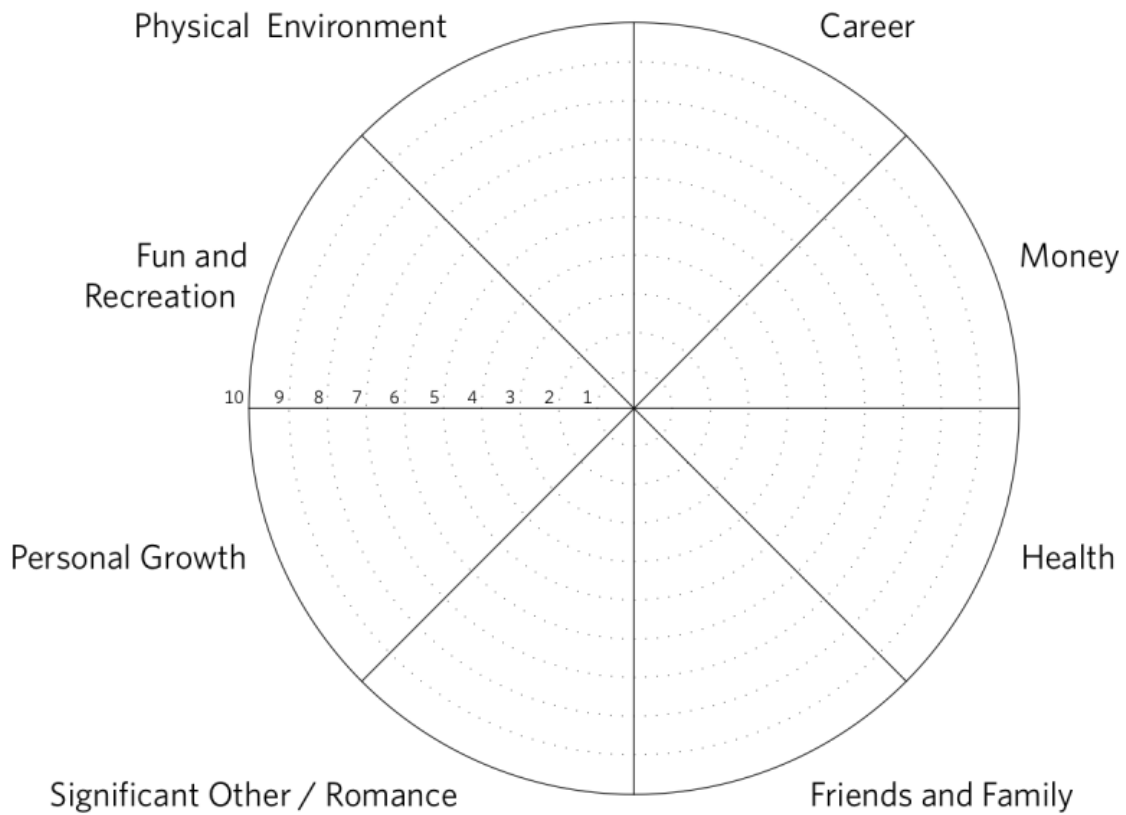 Physical Environment
Career
Fun and
Recreation
Money
10 9 8 7 6 5 4 3 2 1
Personal Growth
Health
Significant Other / Romance
Friends and Family